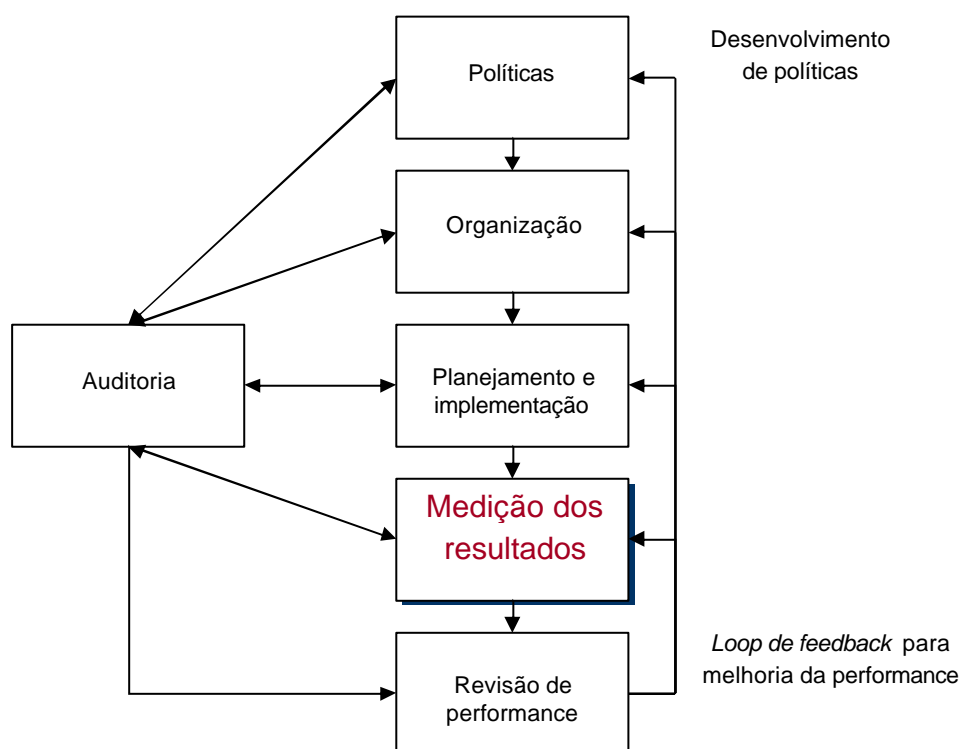 Políticas
Desenvolvimento
de políticas
Organização
Auditoria
Planejamento e
implementação
Medição dos
resultados
Loop de feedback para
melhoria da performance
Revisão de
performance